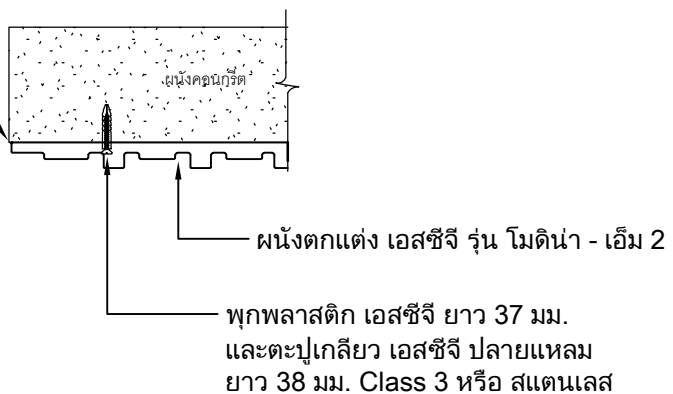 ผนังคอนกรีต
ผนังตกแต่ง เอสซีจี รุ่น โมดิน่า - เอ็ม 2
พุกพลาสติก เอสซีจี ยาว 37 มม.
และตะปูเกลียว เอสซีจี ปลายแหลม
ยาว 38 มม. Class 3 หรือ สแตนเลส